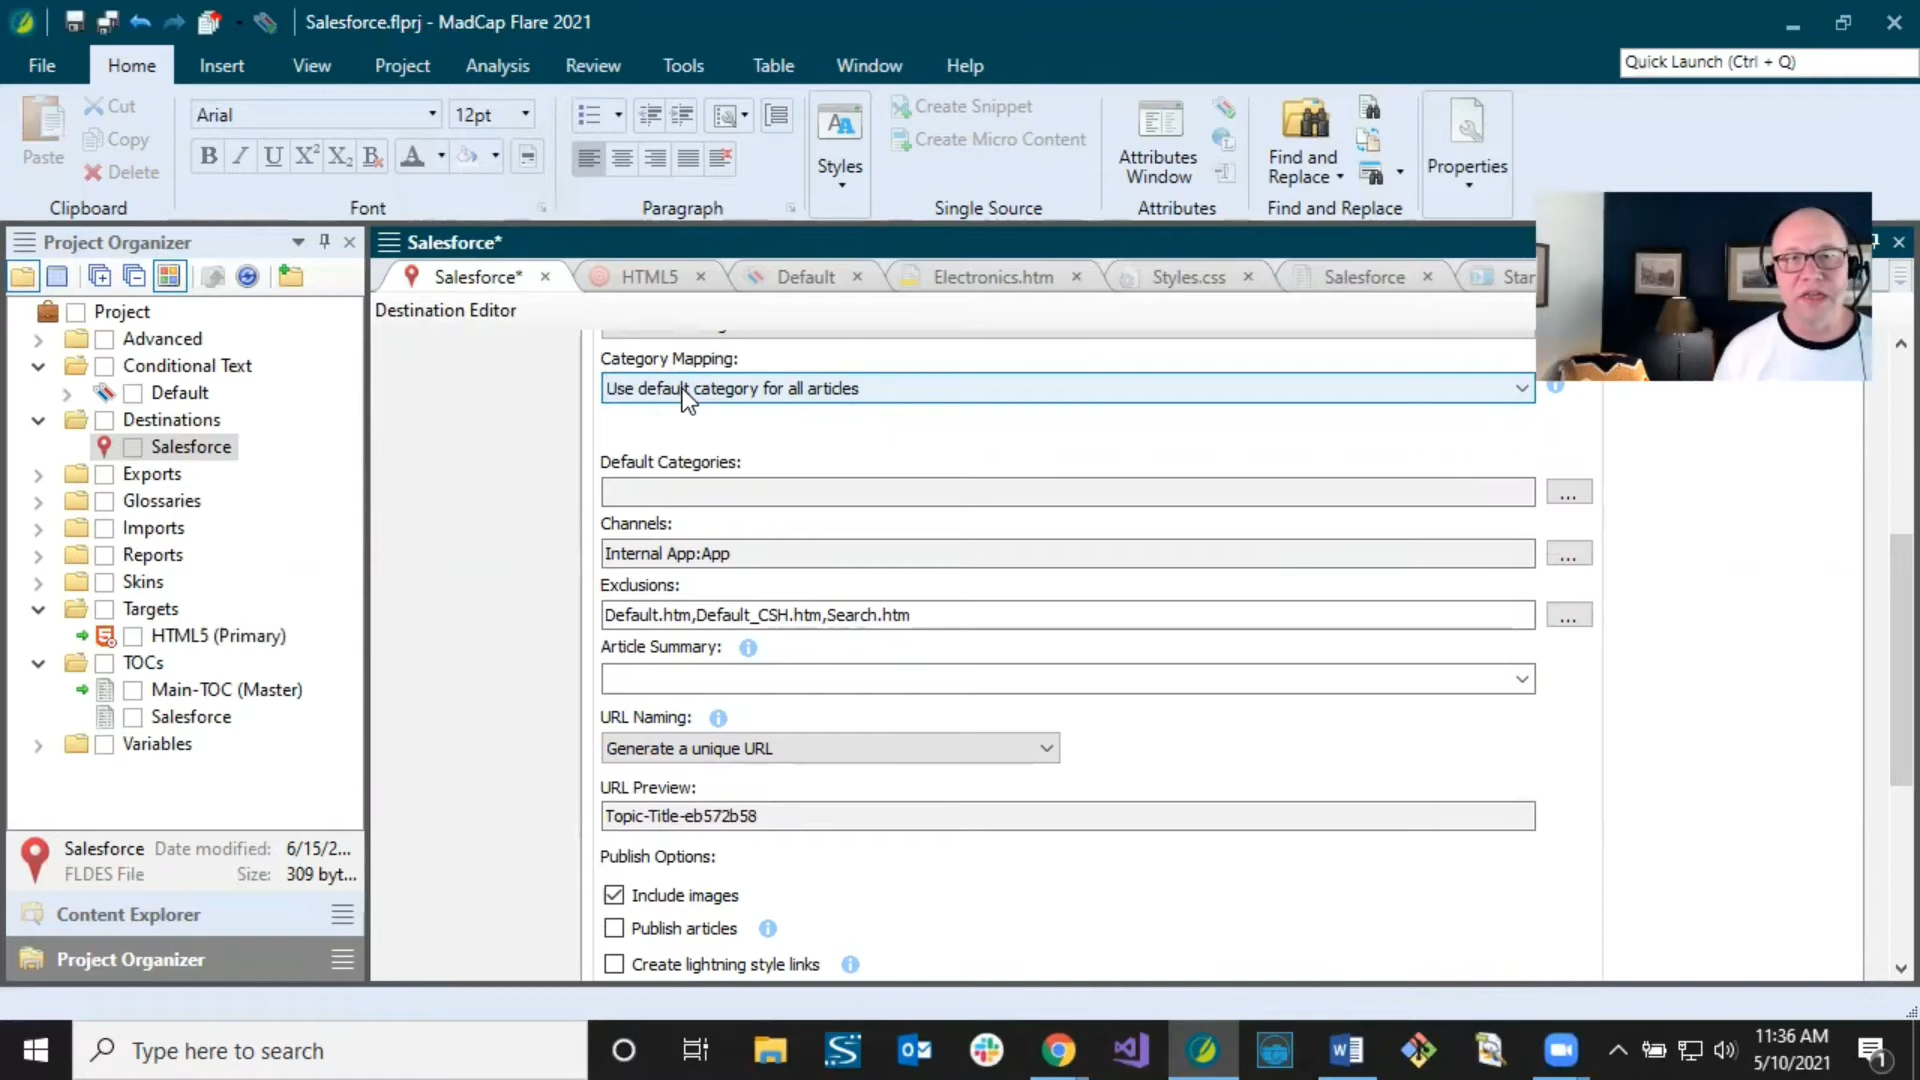 Salesforce.flprj - MadCap Flare 2021
File
Home
Insert
View
Project
Analysis
Review
Tools
Table
Window
Help
Quick Launch (Ctrl + Q)
Paste
Cut
Copy
Delete
Clipboard
Arial
12pt
B I U X² X₂ B
A
Font
Paragraph
Styles
Create Snippet
Create Micro Content
Single Source
Attributes
Window
Attributes
Find and
Replace
Find and Replace
Properties
Project Organizer
Project
Advanced
Conditional Text
Default
Destinations
Salesforce
Exports
Glossaries
Imports
Reports
Skins
Targets
HTML5 (Primary)
TOCs
Main-TOC (Master)
Salesforce
Variables
Salesforce Date modified: 6/15/2...
FLDES File Size: 309 byt...
Content Explorer
Project Organizer
Salesforce*
Salesforce*
HTML5
Default
Electronics.htm
Styles.css
Salesforce
Star
Destination Editor
Category Mapping:
Use default category for all articles
Default Categories:
...
Channels:
Internal App:App
...
Exclusions:
Default.htm,Default_CSH.htm,Search.htm
...
Article Summary:
URL Naming:
Generate a unique URL
URL Preview:
Topic-Title-eb572b58
Publish Options:
Include images
Publish articles
Create lightning style links
Type here to search
11:36 AM
5/10/2021
1